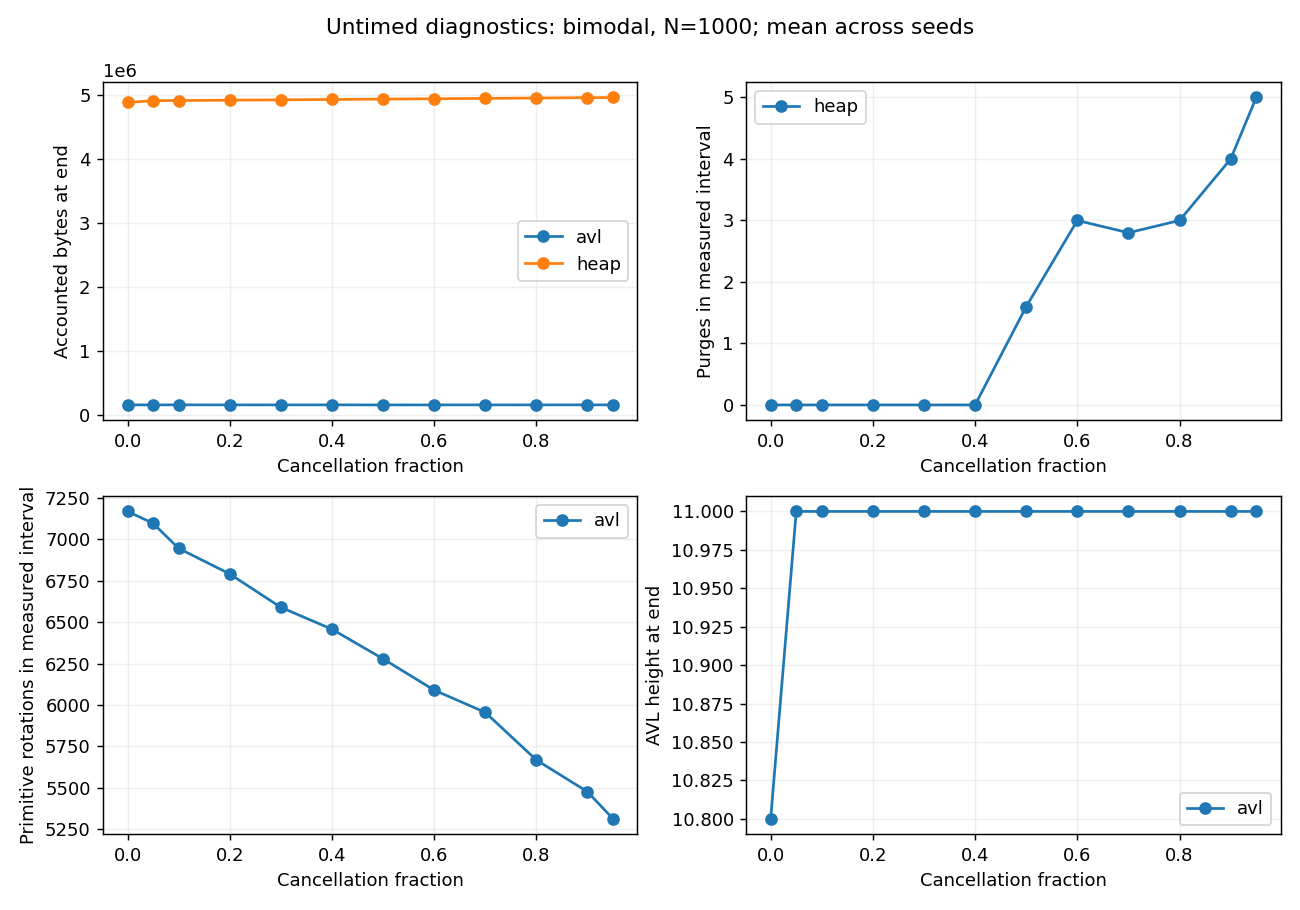 Untimed diagnostics: bimodal, N=1000; mean across seeds
1e6
5
4
3
2
1
0
Accounted bytes at end
avl
heap
0.0 0.2 0.4 0.6 0.8
Cancellation fraction
5
4
3
2
1
0
Purges in measured interval
heap
0.0 0.2 0.4 0.6 0.8
Cancellation fraction
7250
7000
6750
6500
6250
6000
5750
5500
5250
Primitive rotations in measured interval
avl
0.0 0.2 0.4 0.6 0.8
Cancellation fraction
11.000
10.975
10.950
10.925
10.900
10.875
10.850
10.825
10.800
AVL height at end
avl
0.0 0.2 0.4 0.6 0.8
Cancellation fraction